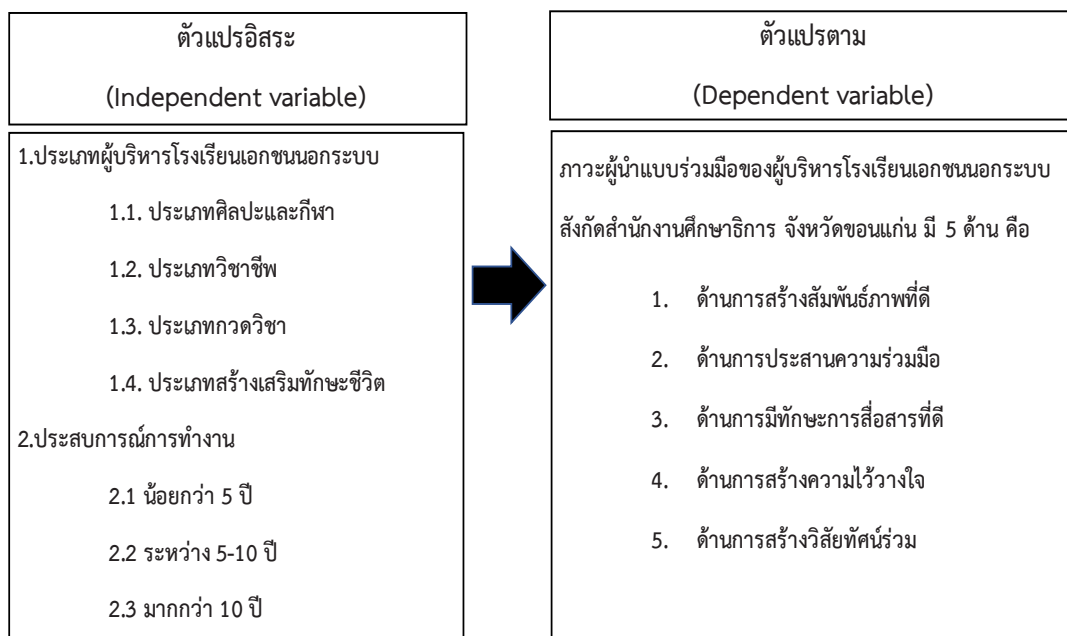 ตัวแปรอิสระ
(Independent variable)
1.ประเภทผู้บริหารโรงเรียนเอกชนนอกระบบ
1.1. ประเภทศิลปะและกีฬา
1.2. ประเภทวิชาชีพ
1.3. ประเภทกวดวิชา
1.4. ประเภทสร้างเสริมทักษะชีวิต
2.ประสบการณ์การทำงาน
2.1 น้อยกว่า 5 ปี
2.2 ระหว่าง 5-10 ปี
2.3 มากกว่า 10 ปี
ตัวแปรตาม
(Dependent variable)
ภาวะผู้นำแบบร่วมมือของผู้บริหารโรงเรียนเอกชนนอกระบบ
สังกัดสำนักงานศึกษาธิการ จังหวัดขอนแก่น มี 5 ด้าน คือ
1. ด้านการสร้างสัมพันธ์ภาพที่ดี
2. ด้านการประสานความร่วมมือ
3. ด้านการมีทักษะการสื่อสารที่ดี
4. ด้านการสร้างความไว้วางใจ
5. ด้านการสร้างวิสัยทัศน์ร่วม